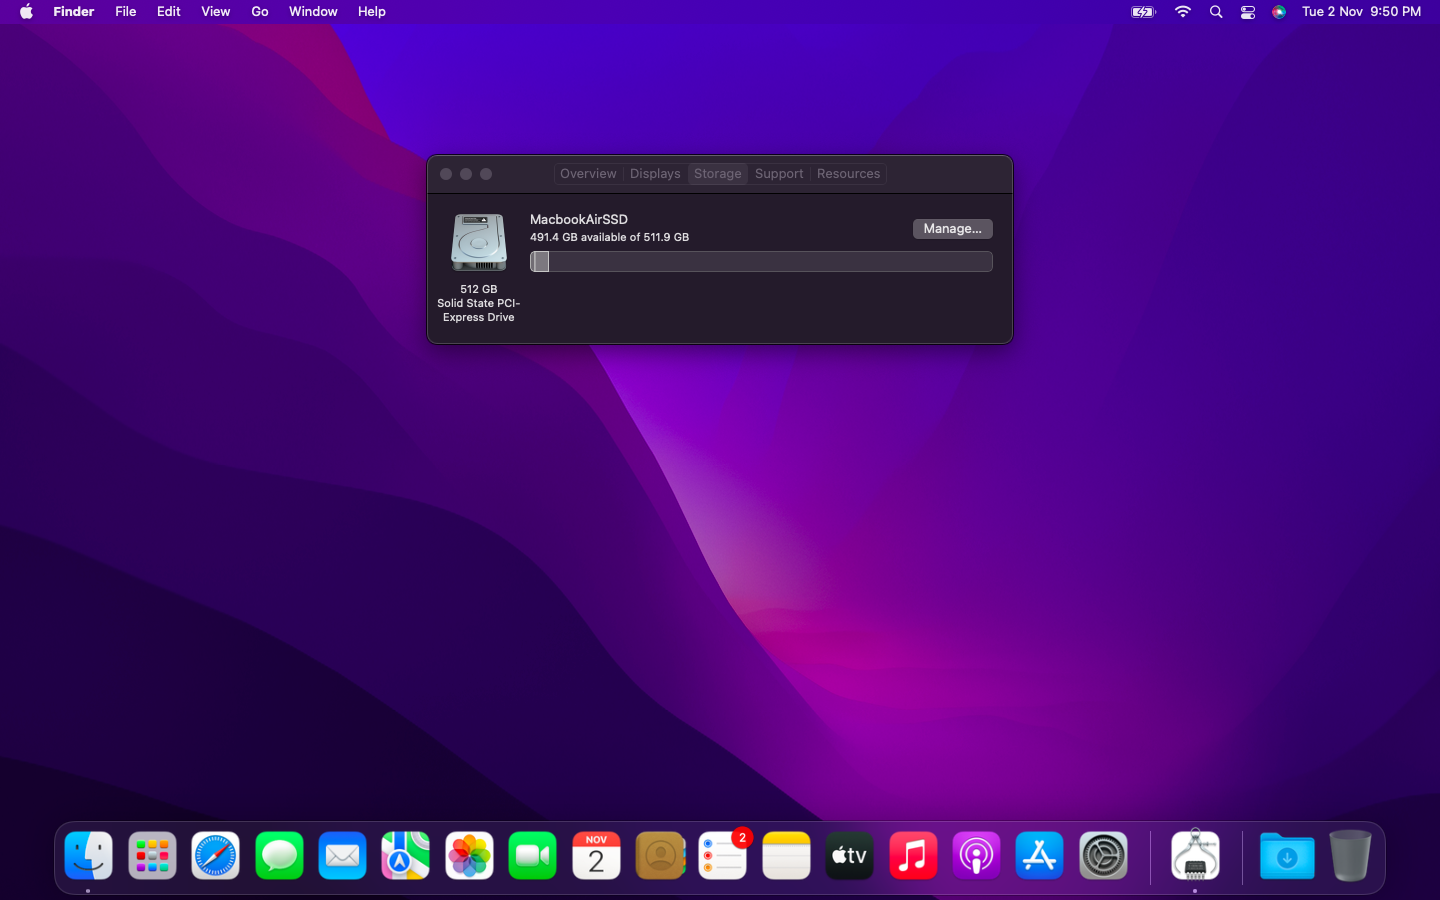 Finder File Edit View Go Window Help Tue 2 Nov 9:50 PM
Overview Displays Storage Support Resources
MacbookAirSSD
491.4 GB available of 511.9 GB
Manage...
512 GB
Solid State PCI-
Express Drive
NOV
2
2
tv